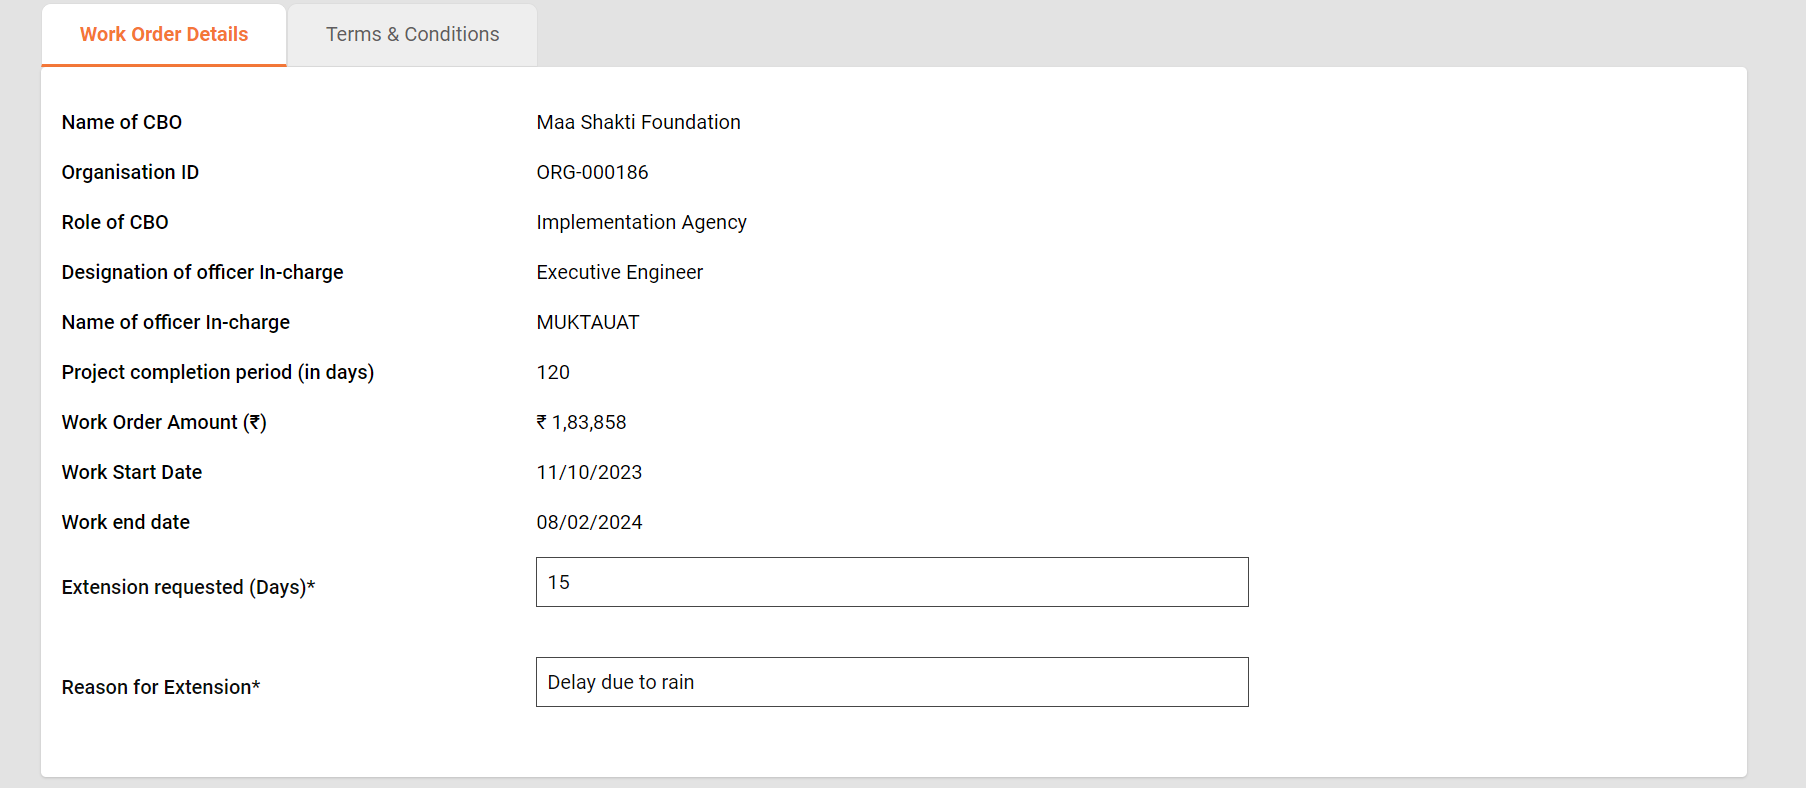 Work Order Details Terms & Conditions
Name of CBO Maa Shakti Foundation
Organisation ID ORG-000186
Role of CBO Implementation Agency
Designation of officer In-charge Executive Engineer
Name of officer In-charge MUKTAUAT
Project completion period (in days) 120
Work Order Amount (₹) ₹ 1,83,858
Work Start Date 11/10/2023
Work end date 08/02/2024
Extension requested (Days)* 15
Reason for Extension* Delay due to rain